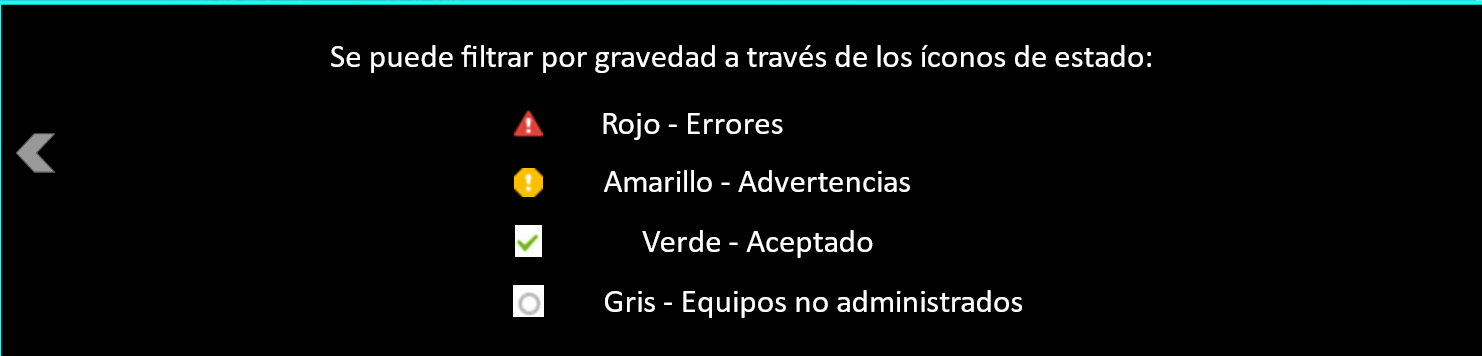 Se puede filtrar por gravedad a través de los íconos de estado:
Rojo - Errores
Amarillo - Advertencias
Verde - Aceptado
Gris - Equipos no administrados